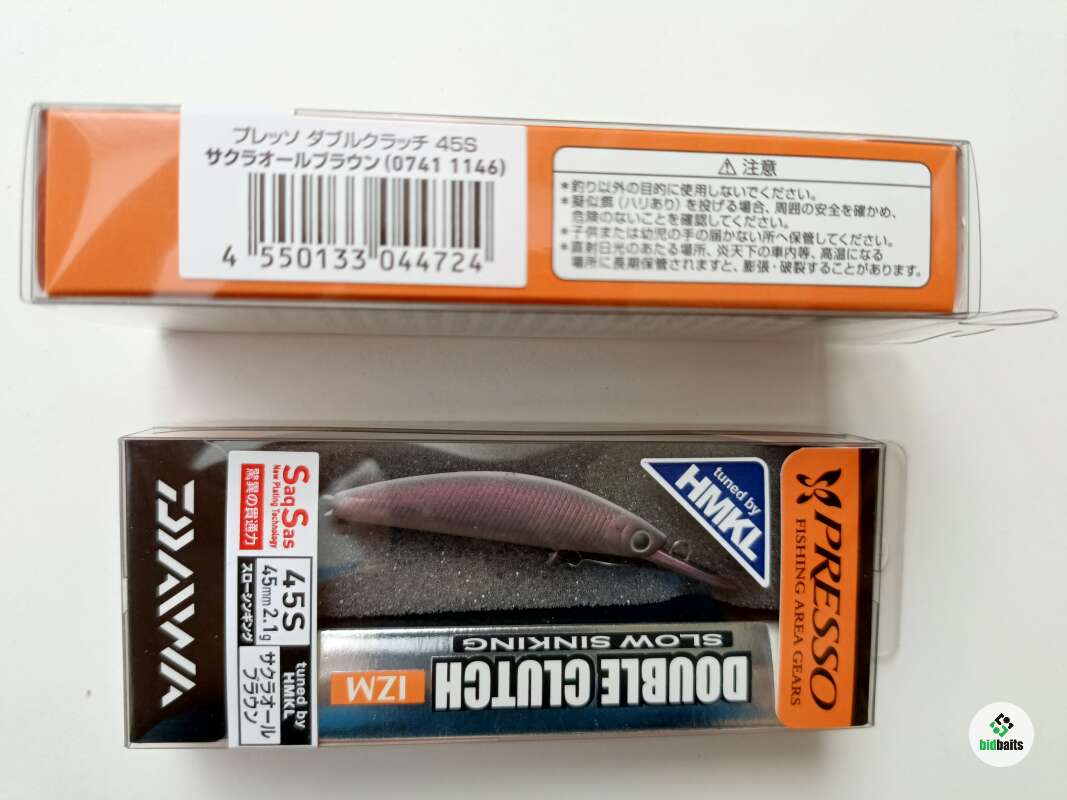 プレッソ ダブルクラッチ 45S
サクラオールブラウン(0741 1146)
4 550133 044724
⚠ 注意
*釣り以外の目的に使用しないでください。
*擬似餌(ハリあり)を投げる場合、周囲の安全を確かめ、
危険のないことを確認してください。
*子供または幼児の手の届かない所へ保管してください。
*直射日光のあたる場所、炎天下の車内等、高温になる
場所に長期保管されますと、膨張・破裂することがあります。
DAIWA
Saq-Sas
New Plating Technology
驚異の貫通力
45S
45mm 2.1g
スローシンキング
tuned by
HMKL
サクラオール
ブラウン
tuned by
HMKL
PRESSO
FISHING AREA GEARS
DOUBLE CLUTCH
IZM
SLOW SINKING
bidbaits